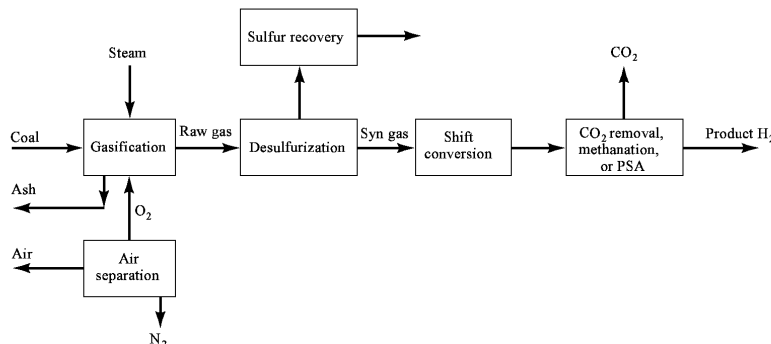 Sulfur recovery
Steam
CO₂
Coal
Gasification
Raw gas
Desulfurization
Syn gas
Shift
conversion
CO₂ removal,
methanation,
or PSA
Product H₂
Ash
O₂
Air
Air
separation
N₂